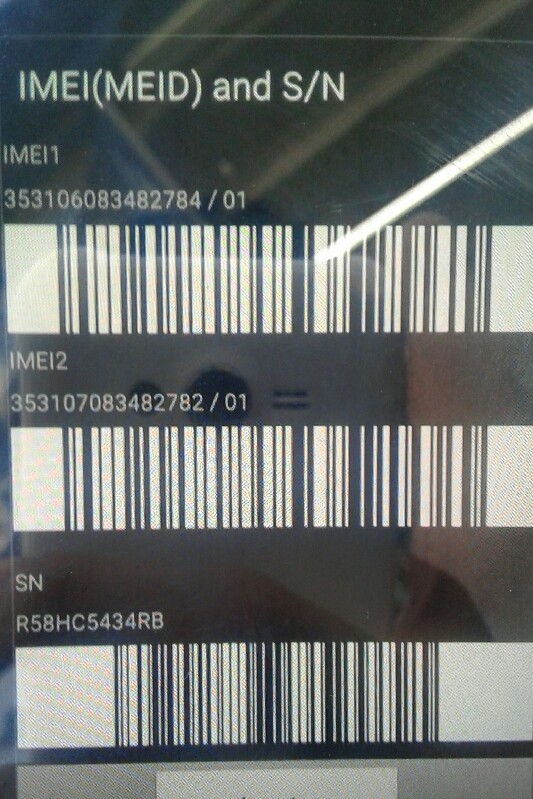 IMEI(MEID) and S/N
IMEI1
353106083482784 / 01
IMEI2
353107083482782 / 01
SN
R58HC5434RB